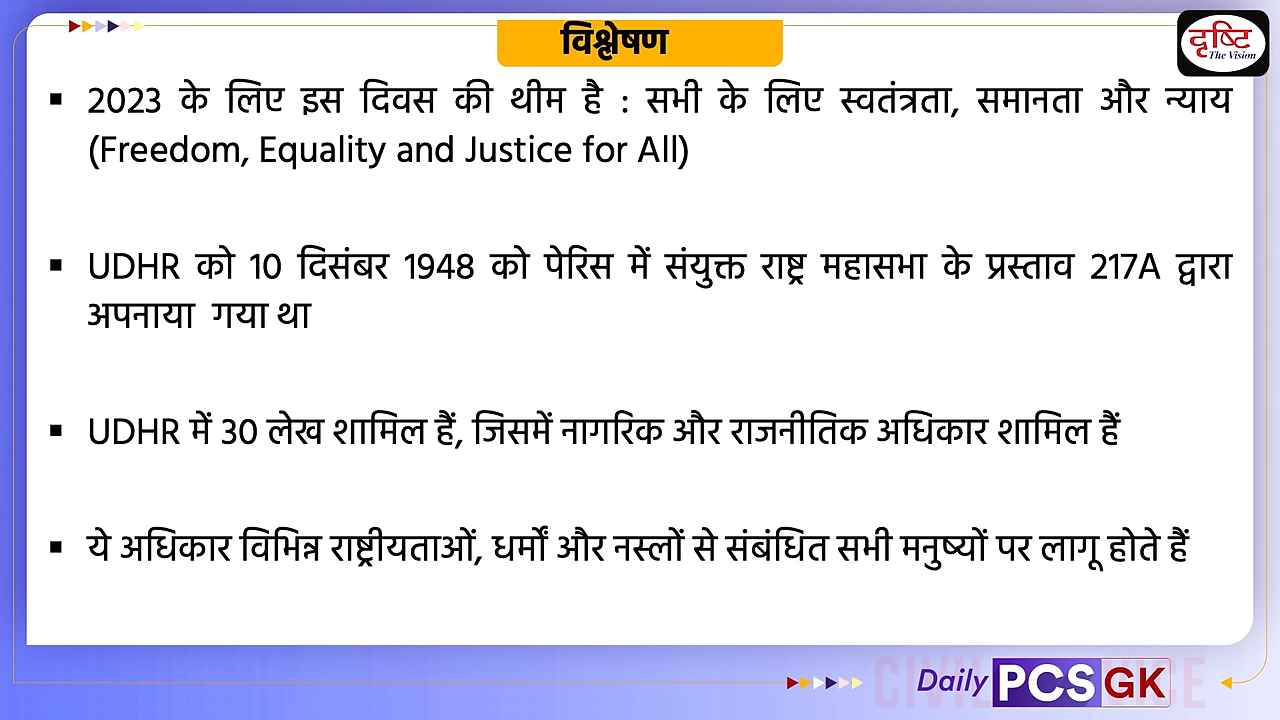 विश्लेषण
दृष्टि
The Vision
▪ 2023 के लिए इस दिवस की थीम है : सभी के लिए स्वतंत्रता, समानता और न्याय
(Freedom, Equality and Justice for All)
▪ UDHR को 10 दिसंबर 1948 को पेरिस में संयुक्त राष्ट्र महासभा के प्रस्ताव 217A द्वारा
अपनाया गया था
▪ UDHR में 30 लेख शामिल हैं, जिसमें नागरिक और राजनीतिक अधिकार शामिल हैं
▪ ये अधिकार विभिन्न राष्ट्रीयताओं, धर्मों और नस्लों से संबंधित सभी मनुष्यों पर लागू होते हैं
Daily PCS GK